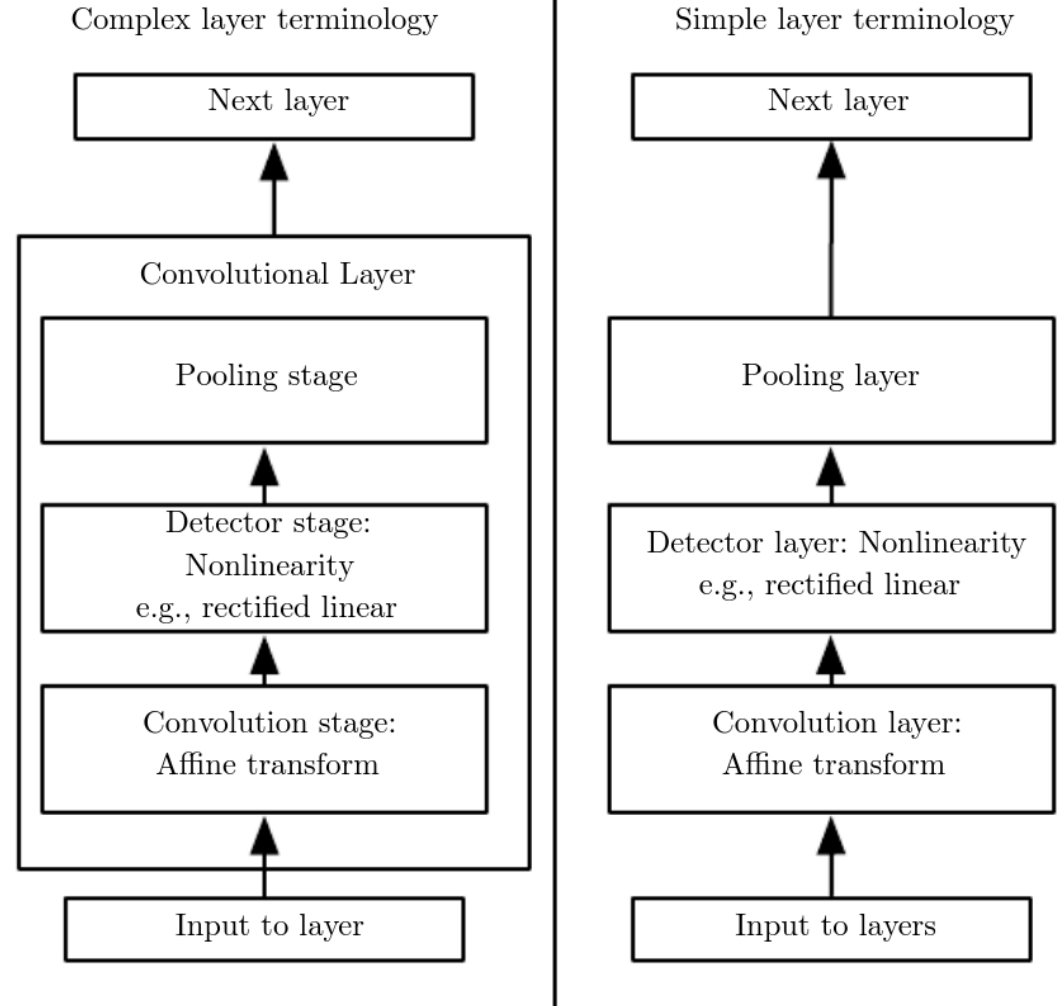 Complex layer terminology
Next layer
Convolutional Layer
Pooling stage
Detector stage:
Nonlinearity
e.g., rectified linear
Convolution stage:
Affine transform
Input to layer
Simple layer terminology
Next layer
Pooling layer
Detector layer: Nonlinearity
e.g., rectified linear
Convolution layer:
Affine transform
Input to layers